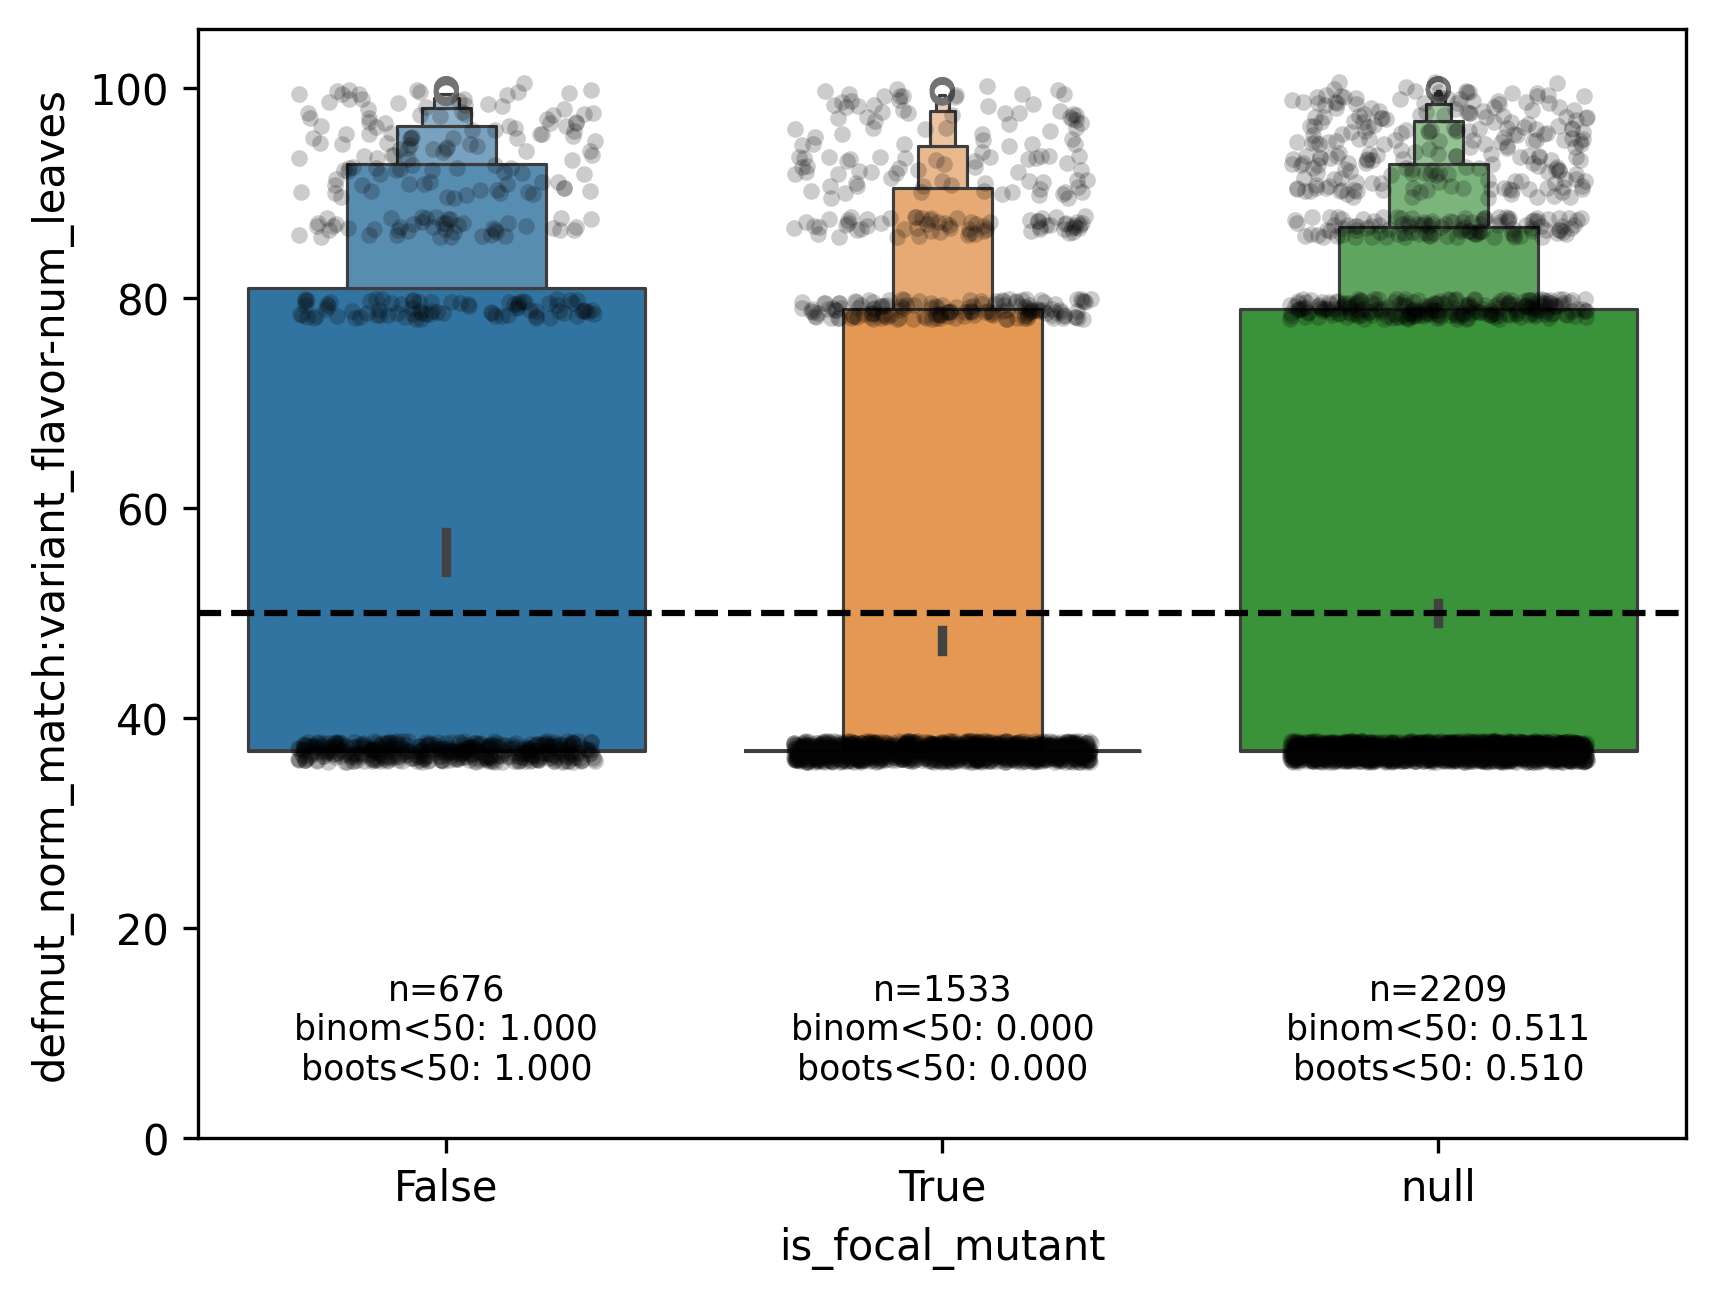 defmut_norm_match:variant_flavor-num_leaves
100
80
60
40
20
0
n=676
binom<50: 1.000
boots<50: 1.000
n=1533
binom<50: 0.000
boots<50: 0.000
n=2209
binom<50: 0.511
boots<50: 0.510
False
True
null
is_focal_mutant